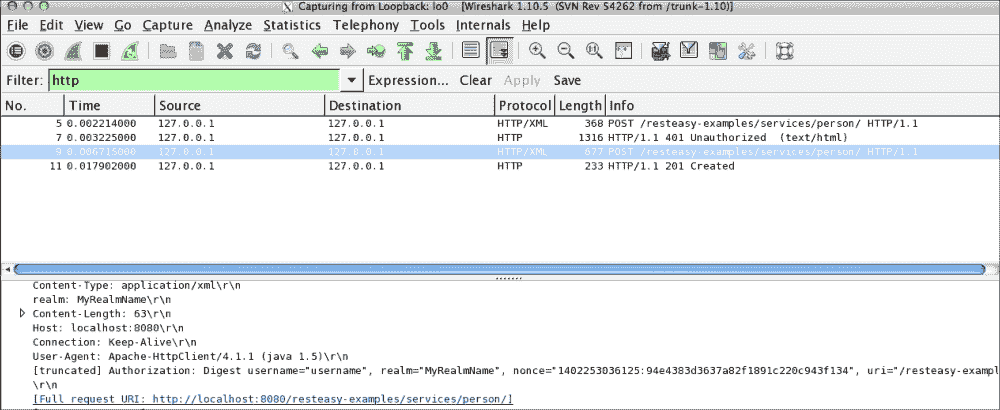 Capturing from Loopback: lo0 [Wireshark 1.10.5 (SVN Rev 54262 from /trunk-1.10)]
File Edit View Go Capture Analyze Statistics Telephony Tools Internals Help
Filter: http Expression... Clear Apply Save
No. Time Source Destination Protocol Length Info
5 0.002214000 127.0.0.1 127.0.0.1 HTTP/XML 368 POST /resteasy-examples/services/person/ HTTP/1.1
7 0.003225000 127.0.0.1 127.0.0.1 HTTP 1316 HTTP/1.1 401 Unauthorized (text/html)
9 0.006715000 127.0.0.1 127.0.0.1 HTTP/XML 677 POST /resteasy-examples/services/person/ HTTP/1.1
11 0.017902000 127.0.0.1 127.0.0.1 HTTP 233 HTTP/1.1 201 Created
Content-Type: application/xml\r\n
realm: MyRealmName\r\n
Content-Length: 63\r\n
Host: localhost:8080\r\n
Connection: Keep-Alive\r\n
User-Agent: Apache-HttpClient/4.1.1 (java 1.5)\r\n
[truncated] Authorization: Digest username="username", realm="MyRealmName", nonce="1402253036125:94e4383d3637a82f1891c220c943f134", uri="/resteasy-exampl
\r\n
[Full request URI: http://localhost:8080/resteasy-examples/services/person/]